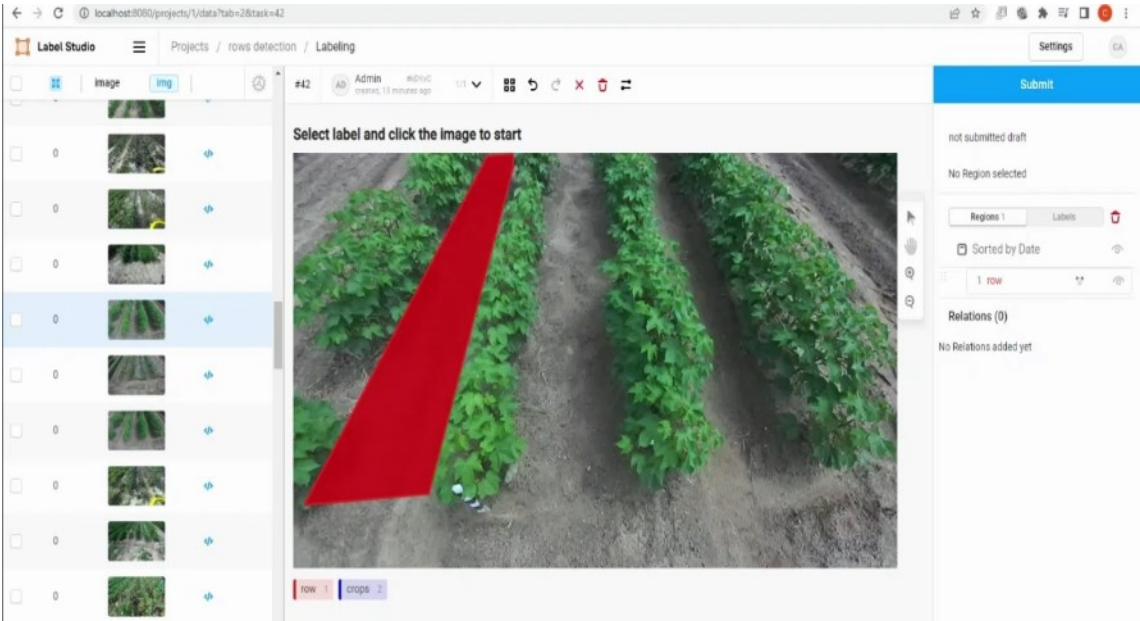 localhost:8080/projects/1/data?tab=2&task=42
C
Label Studio
Projects / rows detection / Labeling
Settings
CA
image
img
#42
AD
Admin
created, 13 minutes ago
1/1
Submit
Select label and click the image to start
not submitted draft
No Region selected
Regions 1
Labels
Sorted by Date
1 row
Relations (0)
No Relations added yet
0
0
0
0
0
0
0
0
0
row 1
crops 2